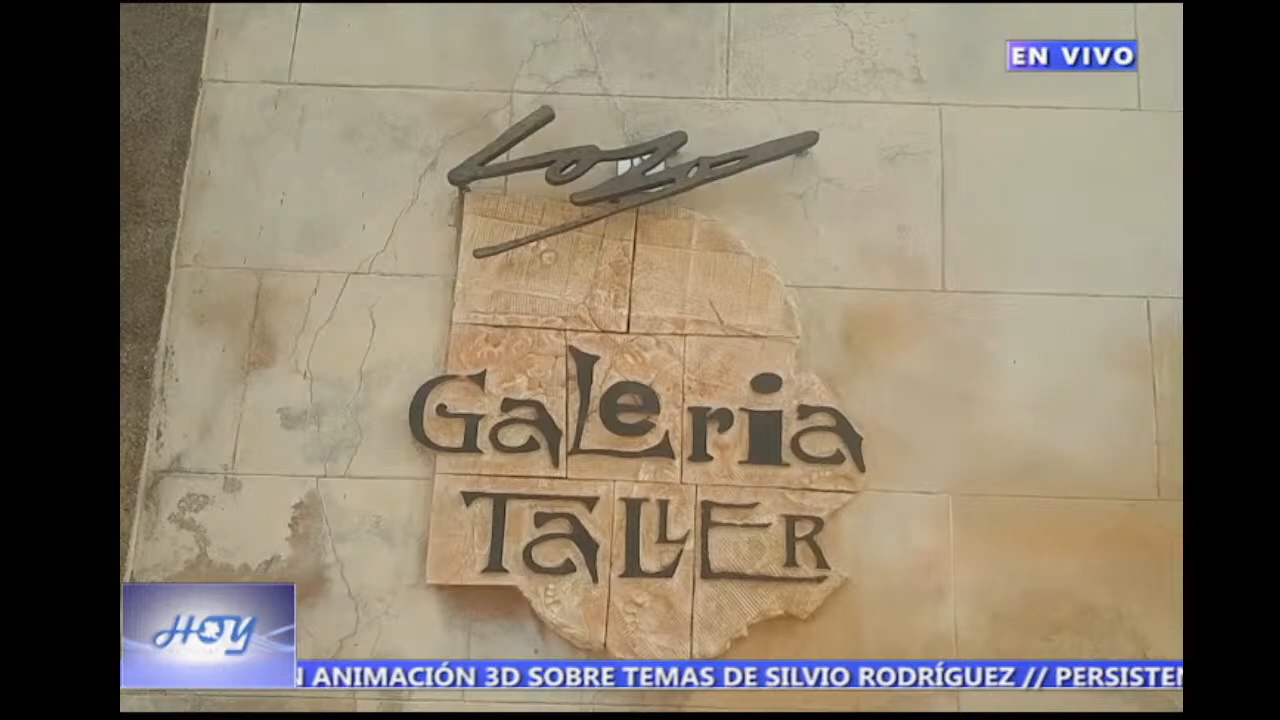 EN VIVO
Lozo
GaLeria
TaLLER
HOY
N ANIMACIÓN 3D SOBRE TEMAS DE SILVIO RODRÍGUEZ // PERSISTEN